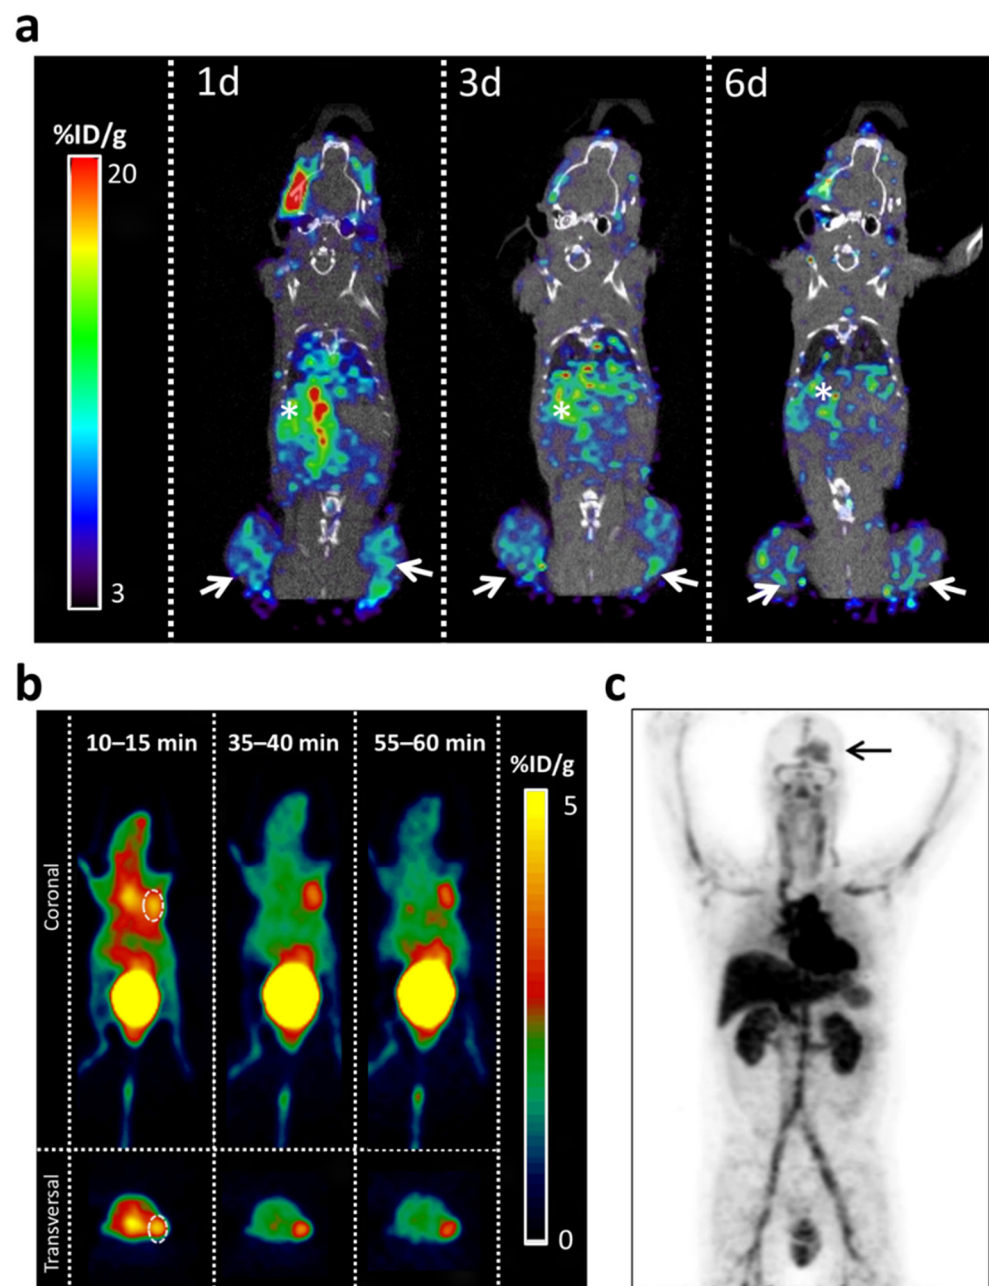 a
1d
3d
6d
%ID/g
20
*
*
*
3
b
c
10–15 min
35–40 min
55–60 min
%ID/g
5
Coronal
Transversal
0